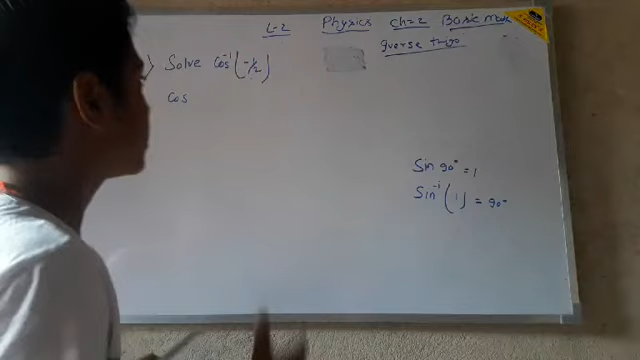 L-2 Physics ch-2 Basic math
Inverse trigo
) Solve cos⁻¹(-1/2)
cos
Sin 90° = 1
Sin⁻¹(1) = 90°